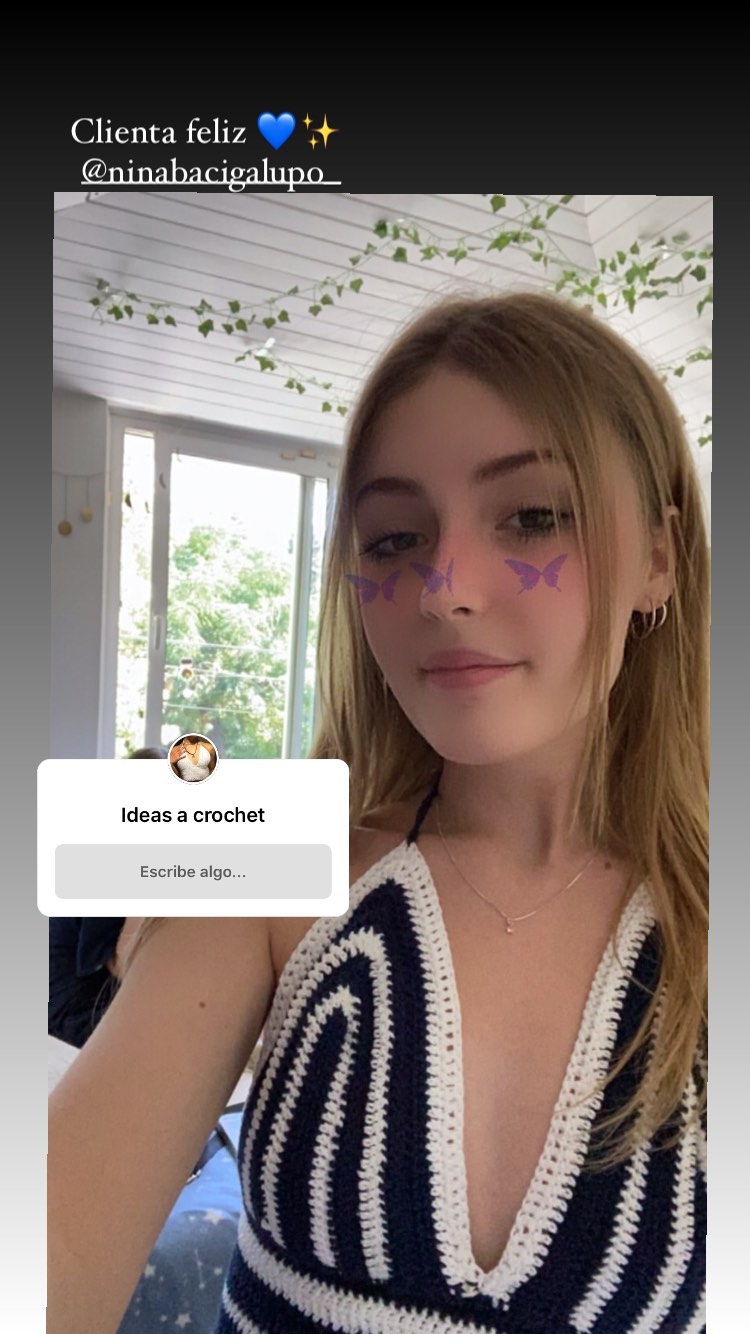 Clienta feliz 💙✨
@ninabacigalupo_
Ideas a crochet
Escribe algo...